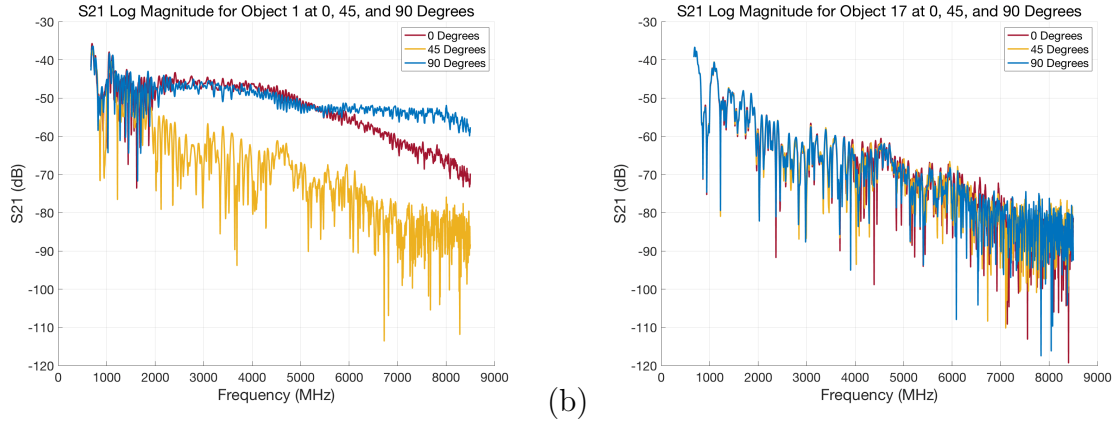 S21 Log Magnitude for Object 1 at 0, 45, and 90 Degrees
-30
-40
-50
-60
-70
-80
-90
-100
-110
-120
S21 (dB)
0 Degrees
45 Degrees
90 Degrees
0 1000 2000 3000 4000 5000 6000 7000 8000 9000
Frequency (MHz)
(b)
S21 Log Magnitude for Object 17 at 0, 45, and 90 Degrees
-30
-40
-50
-60
-70
-80
-90
-100
-110
-120
S21 (dB)
0 Degrees
45 Degrees
90 Degrees
0 1000 2000 3000 4000 5000 6000 7000 8000 9000
Frequency (MHz)